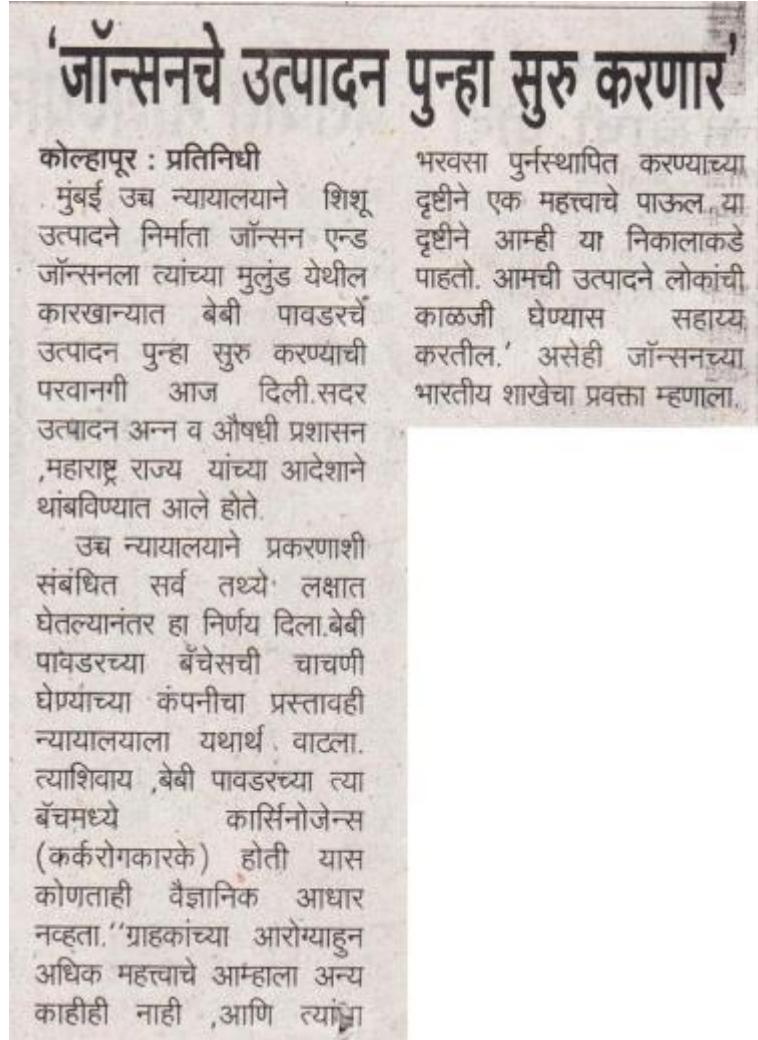 'जॉन्सनचे उत्पादन पुन्हा सुरु करणार'
कोल्हापूर : प्रतिनिधी
मुंबई उच्च न्यायालयाने शिशू
उत्पादने निर्माता जॉन्सन एन्ड
जॉन्सनला त्यांच्या मुलुंड येथील
कारखान्यात बेबी पावडरचे
उत्पादन पुन्हा सुरु करण्याची
परवानगी आज दिली.सदर
उत्पादन अन्न व औषधी प्रशासन
,महाराष्ट्र राज्य यांच्या आदेशाने
थांबविण्यात आले होते.
उच्च न्यायालयाने प्रकरणाशी
संबंधित सर्व तथ्ये लक्षात
घेतल्यानंतर हा निर्णय दिला.बेबी
पावडरच्या बॅचेसची चाचणी
घेण्याच्या कंपनीचा प्रस्तावही
न्यायालयाला यथार्थ वाटला.
त्याशिवाय ,बेबी पावडरच्या त्या
बॅचमध्ये कार्सिनोजेन्स
(कर्करोगकारके) होती यास
कोणताही वैज्ञानिक आधार
नव्हता.''ग्राहकांच्या आरोग्याहुन
अधिक महत्त्वाचे आम्हाला अन्य
काहीही नाही ,आणि त्यांचा
भरवसा पुर्नस्थापित करण्याच्या
दृष्टीने एक महत्त्वाचे पाऊल या
दृष्टीने आम्ही या निकालाकडे
पाहतो. आमची उत्पादने लोकांची
काळजी घेण्यास सहाय्य
करतील.' असेही जॉन्सनच्या
भारतीय शाखेचा प्रवक्ता म्हणाला.